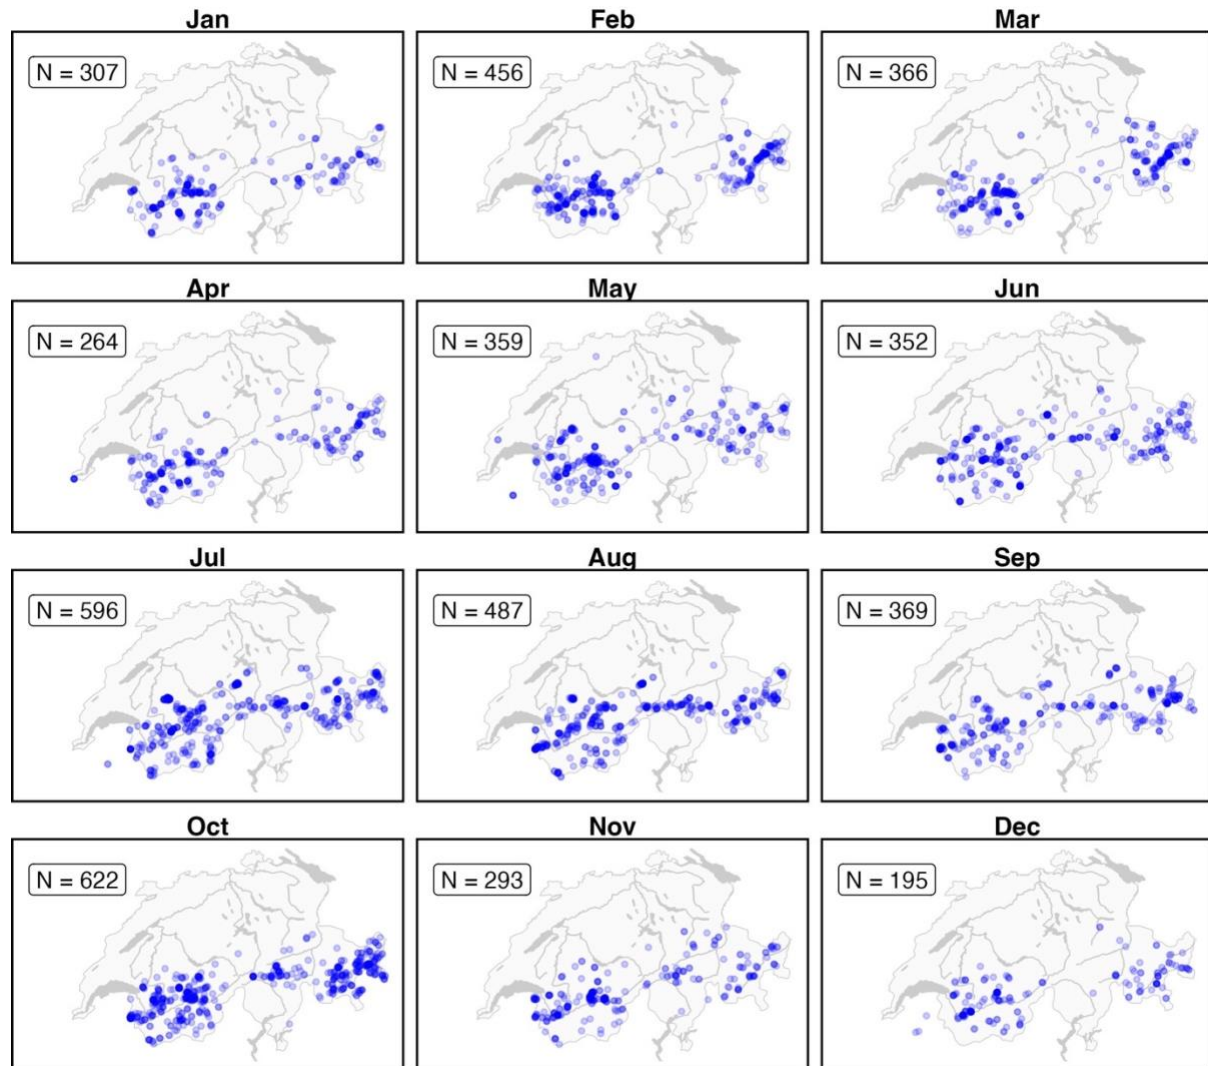 Jan
Feb
Mar
N = 307
N = 456
N = 366
Apr
May
Jun
N = 264
N = 359
N = 352
Jul
Aug
Sep
N = 596
N = 487
N = 369
Oct
Nov
Dec
N = 622
N = 293
N = 195